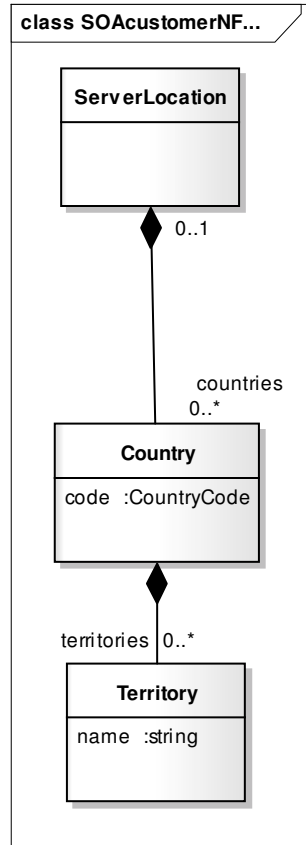 class SOAcustomerNF...
ServerLocation
0..1
countries
0..*
Country
code :CountryCode
territories 0..*
Territory
name :string